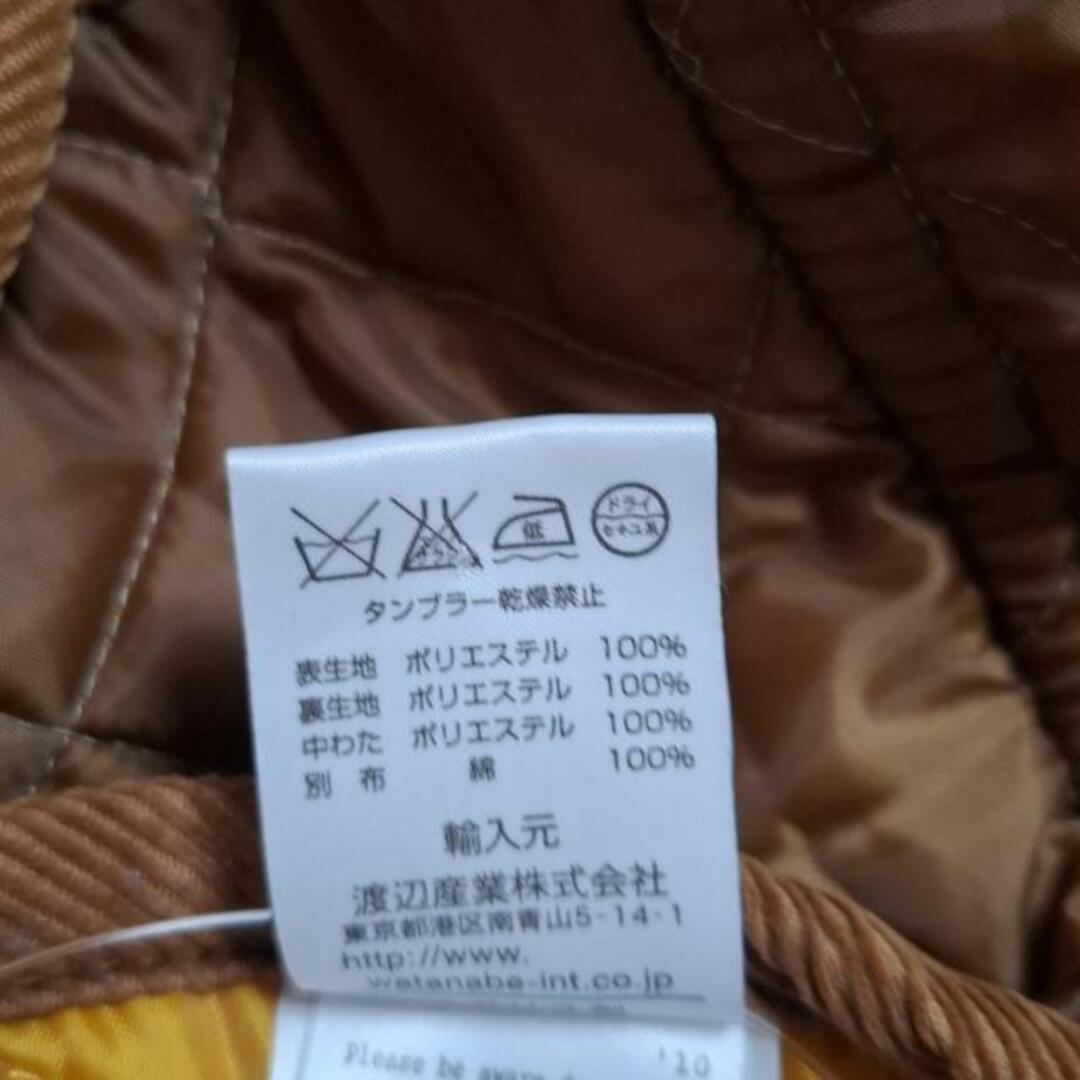 低 ドライ
セキユ系
タンブラー乾燥禁止
表生地 ポリエステル 100%
裏生地 ポリエステル 100%
中わた ポリエステル 100%
別 布 綿 100%
輸入元
渡辺産業株式会社
東京都港区南青山5-14-1
http://www.
watanabe-int.co.jp
Please be aware '10